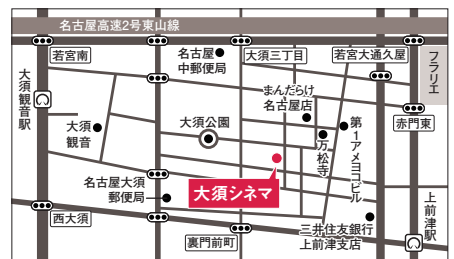 名古屋高速2号東山線
若宮南
名古屋
中郵便局
大須三丁目
若宮大通久屋
フラリエ
大須観音駅
まんだらけ
名古屋店
大須
観音
大須公園
万松寺
第1アメヨコビル
赤門東
大須シネマ
名古屋大須
郵便局
西大須
裏門前町
三井住友銀行
上前津支店
上前津駅